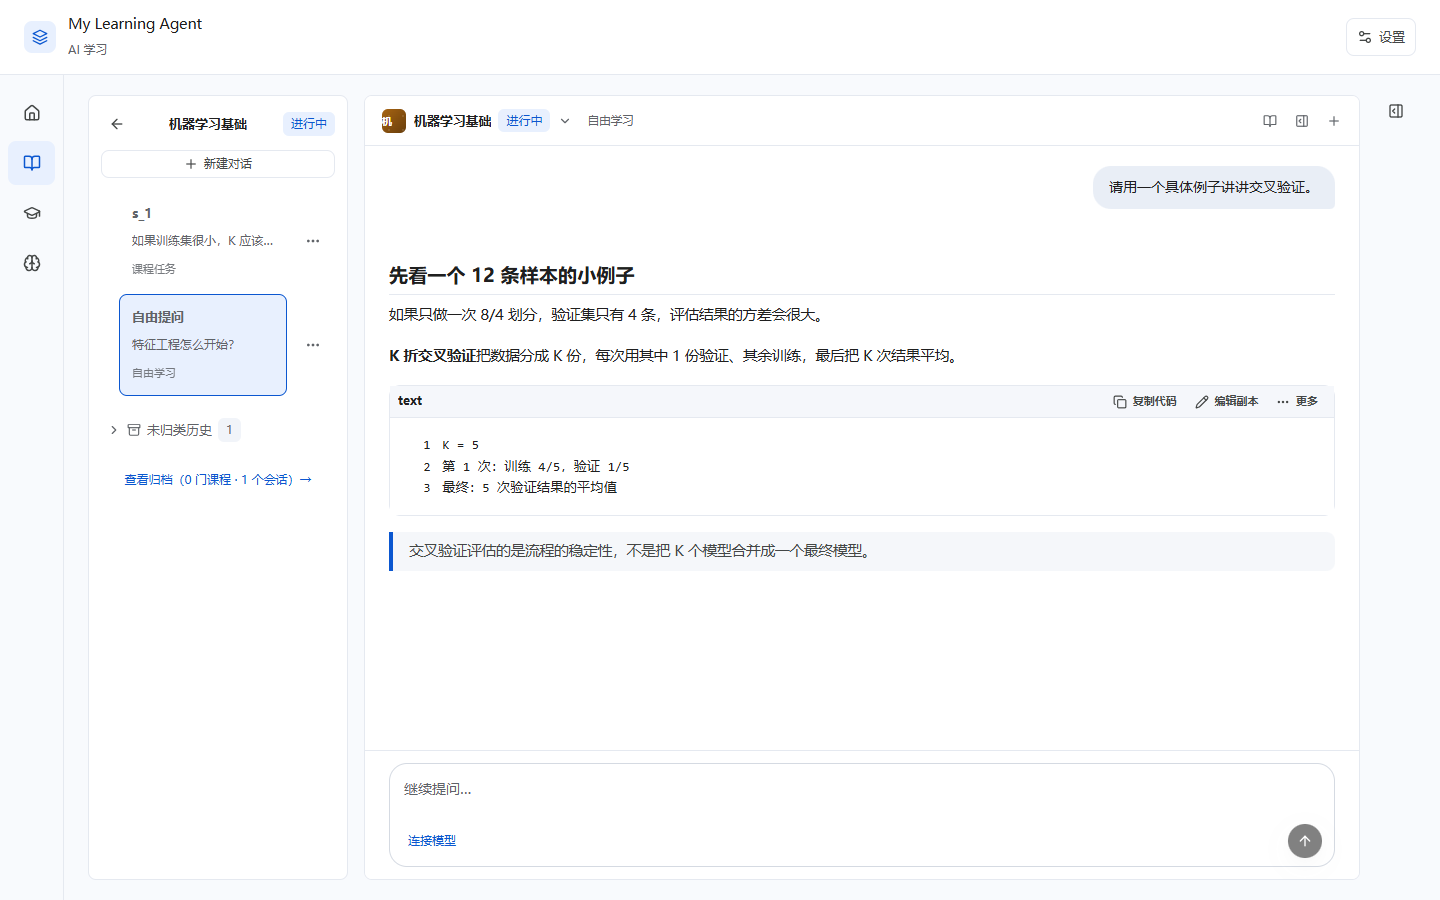 My Learning Agent
AI 学习
设置
机器学习基础
进行中
新建对话
s_1
如果训练集很小，K 应该...
课程任务
自由提问
特征工程怎么开始？
自由学习
未归类历史 1
查看归档（0 门课程 · 1 个会话）→
机
机器学习基础
进行中
自由学习
请用一个具体例子讲讲交叉验证。
先看一个 12 条样本的小例子
如果只做一次 8/4 划分，验证集只有 4 条，评估结果的方差会很大。
K 折交叉验证把数据分成 K 份，每次用其中 1 份验证、其余训练，最后把 K 次结果平均。
text
复制代码
编辑副本
更多
1 K = 5
2 第 1 次：训练 4/5，验证 1/5
3 最终：5 次验证结果的平均值
交叉验证评估的是流程的稳定性，不是把 K 个模型合并成一个最终模型。
继续提问...
连接模型